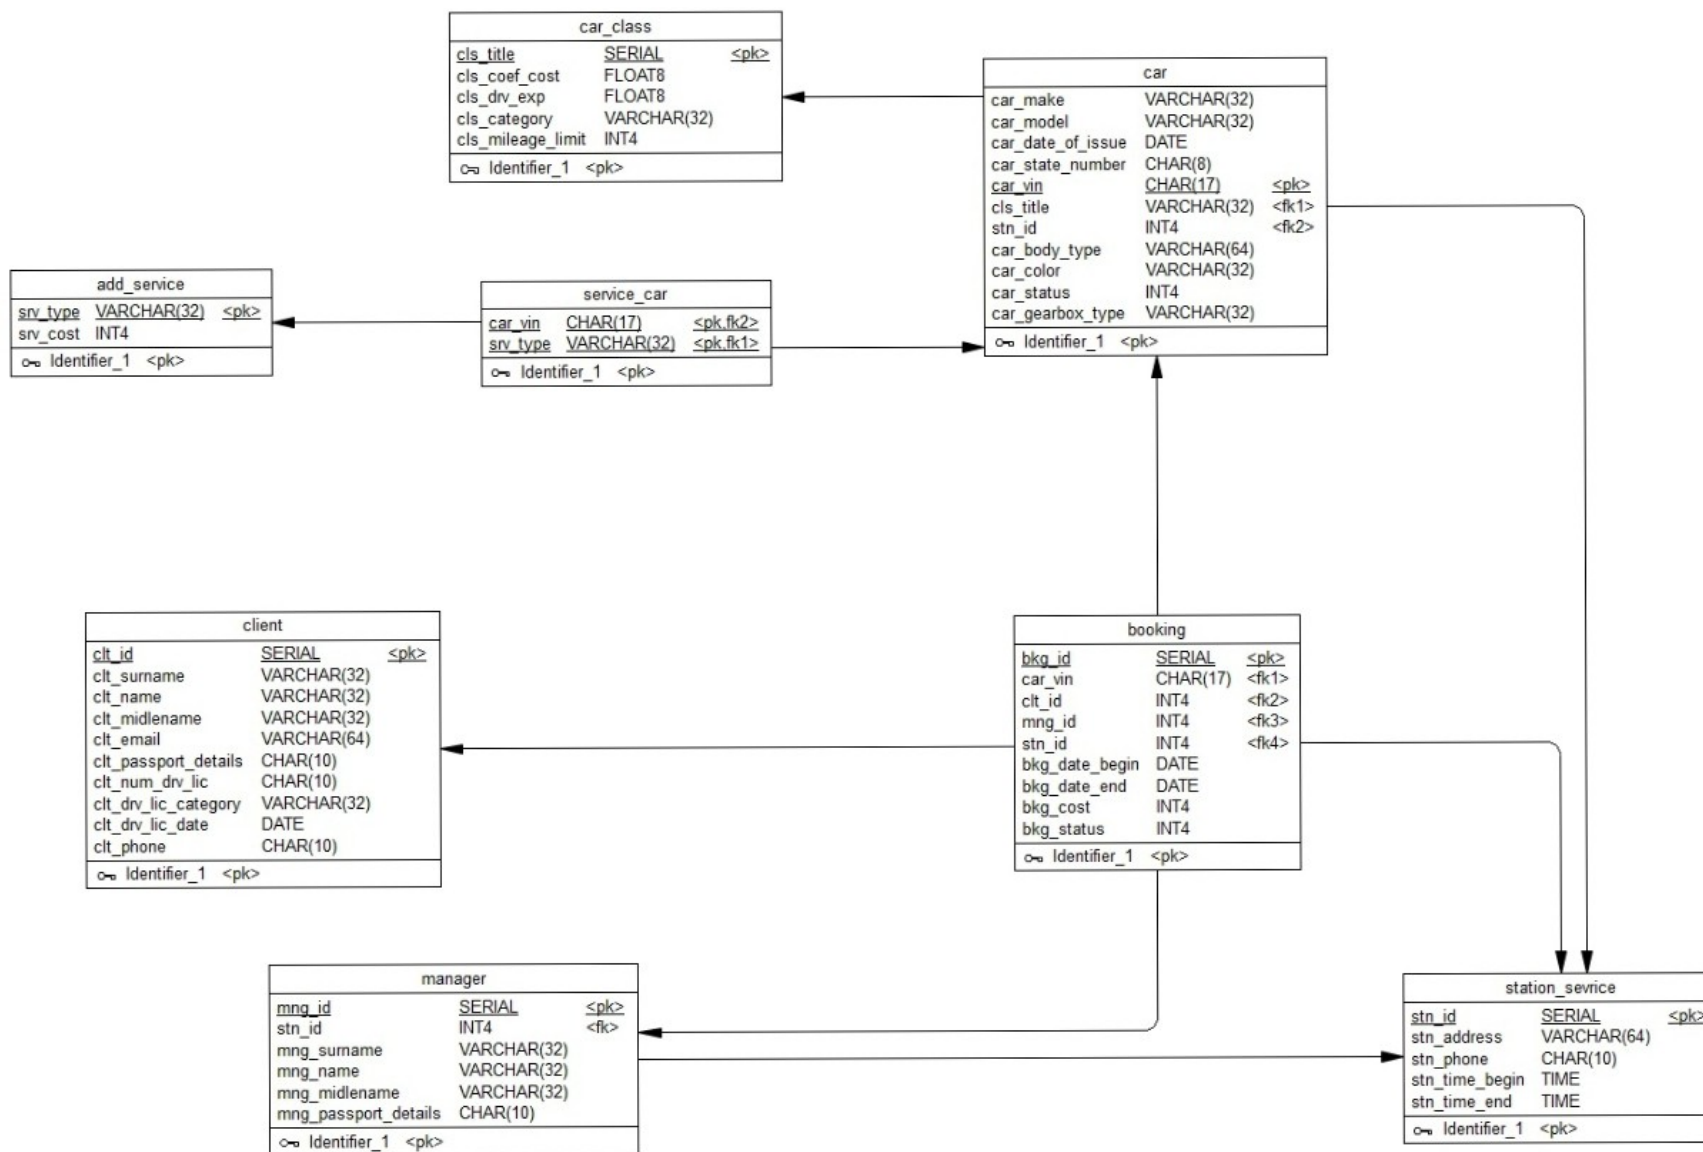 car_class
cls_title SERIAL <pk>
cls_coef_cost FLOAT8
cls_drv_exp FLOAT8
cls_category VARCHAR(32)
cls_mileage_limit INT4
Identifier_1 <pk>
car
car_make VARCHAR(32)
car_model VARCHAR(32)
car_date_of_issue DATE
car_state_number CHAR(8)
car_vin CHAR(17) <pk>
cls_title VARCHAR(32) <fk1>
stn_id INT4 <fk2>
car_body_type VARCHAR(64)
car_color VARCHAR(32)
car_status INT4
car_gearbox_type VARCHAR(32)
Identifier_1 <pk>
add_service
srv_type VARCHAR(32) <pk>
srv_cost INT4
Identifier_1 <pk>
service_car
car_vin CHAR(17) <pk,fk2>
srv_type VARCHAR(32) <pk,fk1>
Identifier_1 <pk>
client
clt_id SERIAL <pk>
clt_surname VARCHAR(32)
clt_name VARCHAR(32)
clt_midlename VARCHAR(32)
clt_email VARCHAR(64)
clt_passport_details CHAR(10)
clt_num_drv_lic CHAR(10)
clt_drv_lic_category VARCHAR(32)
clt_drv_lic_date DATE
clt_phone CHAR(10)
Identifier_1 <pk>
booking
bkg_id SERIAL <pk>
car_vin CHAR(17) <fk1>
clt_id INT4 <fk2>
mng_id INT4 <fk3>
stn_id INT4 <fk4>
bkg_date_begin DATE
bkg_date_end DATE
bkg_cost INT4
bkg_status INT4
Identifier_1 <pk>
manager
mng_id SERIAL <pk>
stn_id INT4 <fk>
mng_surname VARCHAR(32)
mng_name VARCHAR(32)
mng_midlename VARCHAR(32)
mng_passport_details CHAR(10)
Identifier_1 <pk>
station_sevrice
stn_id SERIAL <pk>
stn_address VARCHAR(64)
stn_phone CHAR(10)
stn_time_begin TIME
stn_time_end TIME
Identifier_1 <pk>